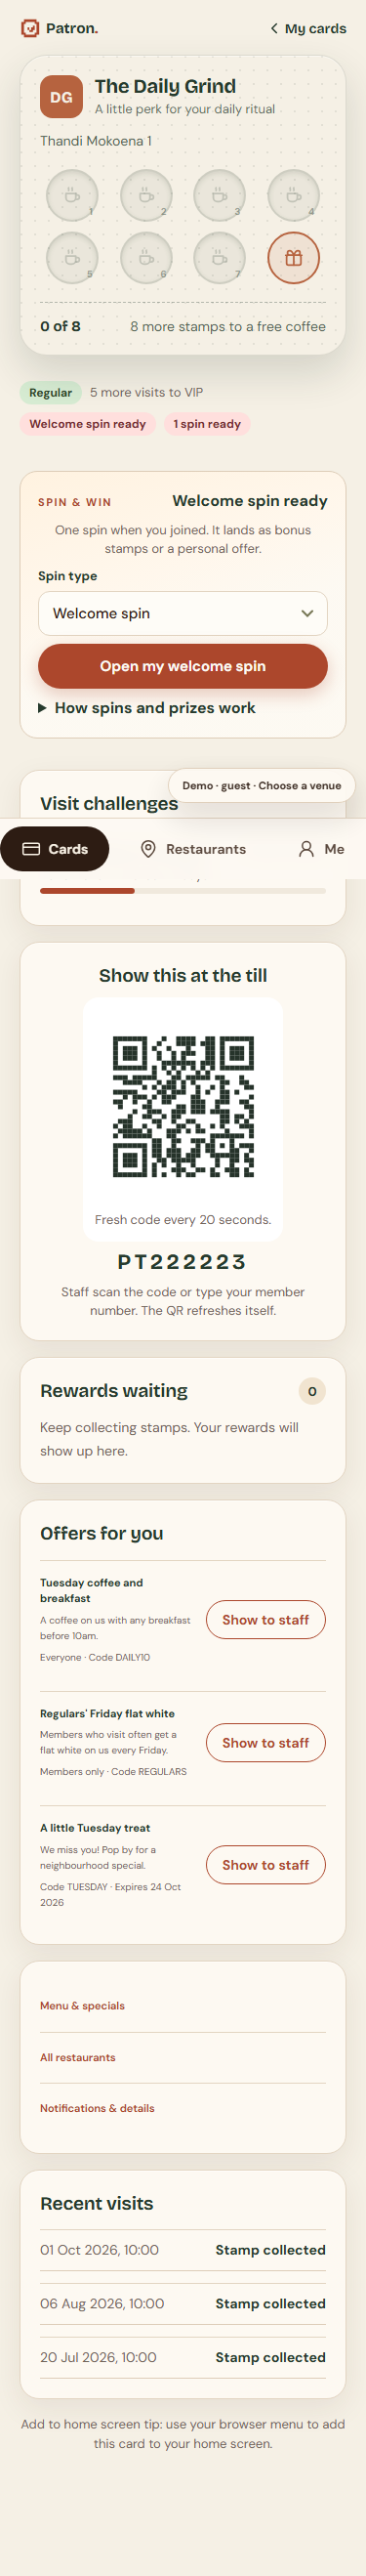 Patron.
My cards
DG
The Daily Grind
A little perk for your daily ritual
Thandi Mokoena 1
1
2
3
4
5
6
7
0 of 8
8 more stamps to a free coffee
Regular
5 more visits to VIP
Welcome spin ready
1 spin ready
SPIN & WIN
Welcome spin ready
One spin when you joined. It lands as bonus
stamps or a personal offer.
Spin type
Welcome spin
Open my welcome spin
How spins and prizes work
Demo · guest · Choose a venue
Visit challenges
Cards
Restaurants
Me
Show this at the till
Fresh code every 20 seconds.
PT222223
Staff scan the code or type your member
number. The QR refreshes itself.
Rewards waiting
0
Keep collecting stamps. Your rewards will
show up here.
Offers for you
Tuesday coffee and
breakfast
A coffee on us with any breakfast
before 10am.
Everyone · Code DAILY10
Show to staff
Regulars' Friday flat white
Members who visit often get a
flat white on us every Friday.
Members only · Code REGULARS
Show to staff
A little Tuesday treat
We miss you! Pop by for a
neighbourhood special.
Code TUESDAY · Expires 24 Oct
2026
Show to staff
Menu & specials
All restaurants
Notifications & details
Recent visits
01 Oct 2026, 10:00
Stamp collected
06 Aug 2026, 10:00
Stamp collected
20 Jul 2026, 10:00
Stamp collected
Add to home screen tip: use your browser menu to add
this card to your home screen.